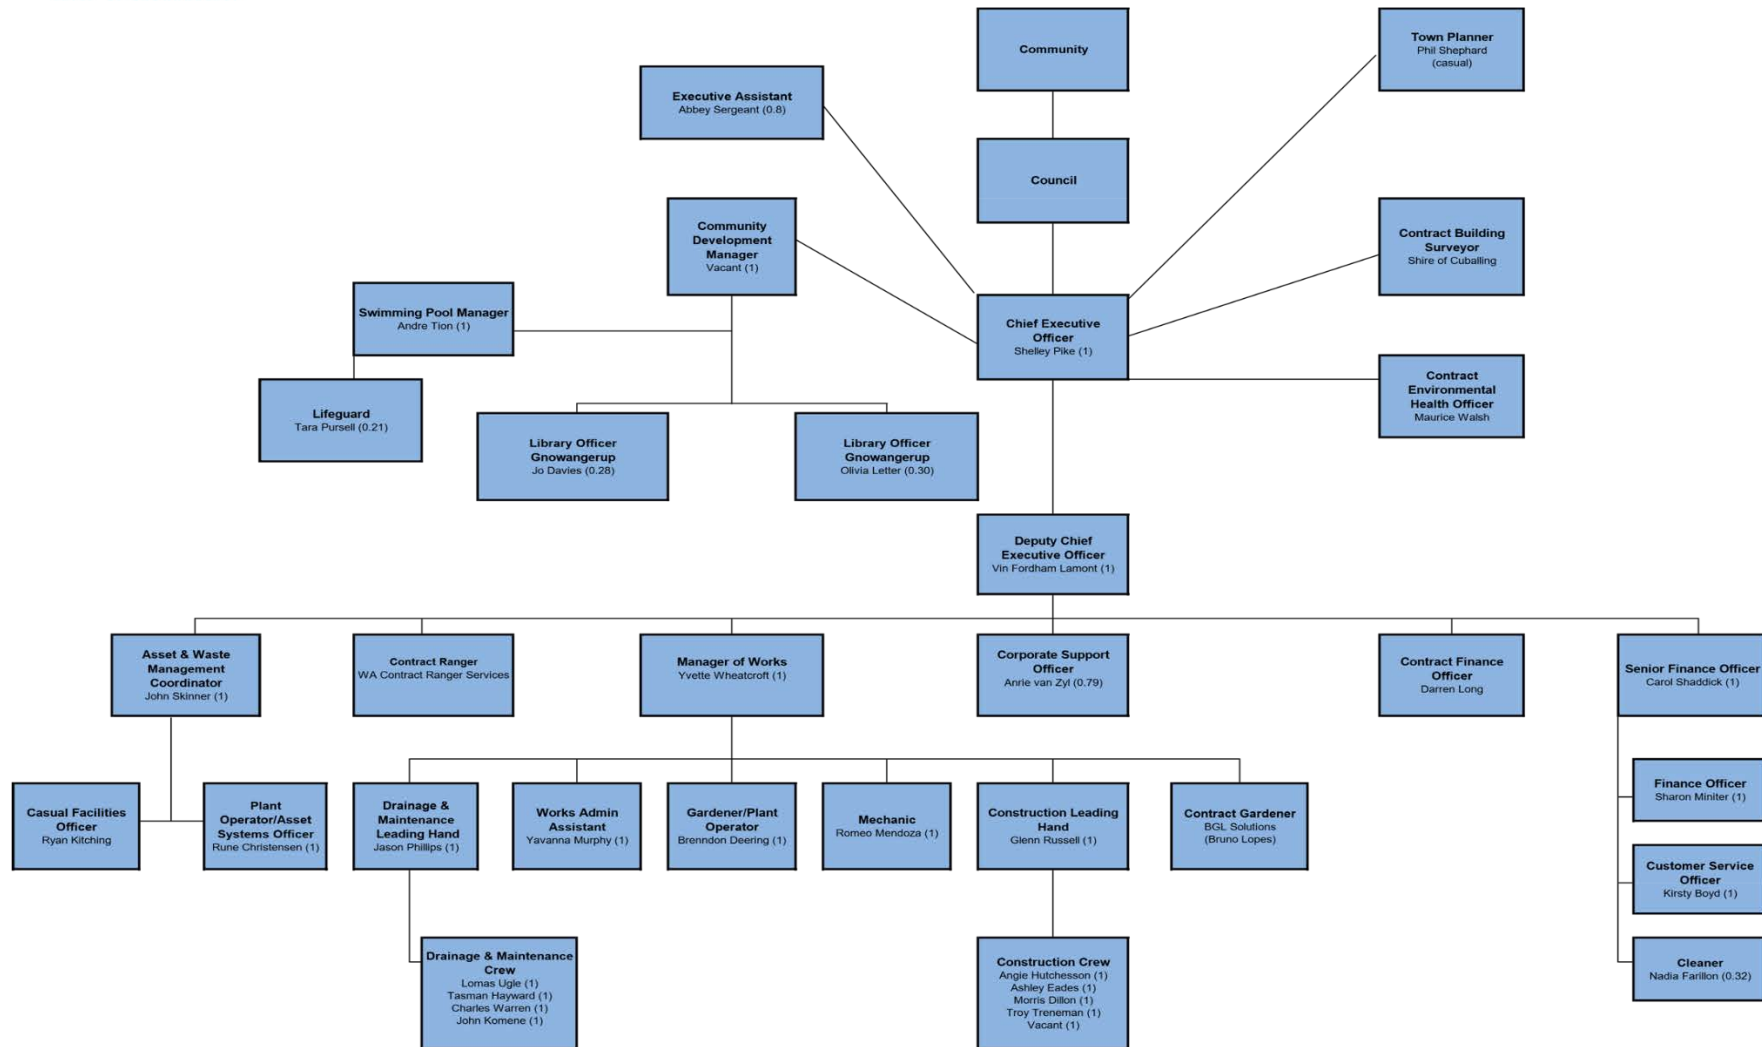 Community
Town Planner
Phil Shephard
(casual)
Executive Assistant
Abbey Sergeant (0.8)
Council
Community
Development
Manager
Vacant (1)
Contract Building
Surveyor
Shire of Cuballing
Swimming Pool Manager
Andre Tion (1)
Chief Executive
Officer
Shelley Pike (1)
Contract
Environmental
Health Officer
Maurice Walsh
Lifeguard
Tara Pursell (0.21)
Library Officer
Gnowangerup
Jo Davies (0.28)
Library Officer
Gnowangerup
Olivia Letter (0.30)
Deputy Chief
Executive Officer
Vin Fordham Lamont (1)
Asset & Waste
Management
Coordinator
John Skinner (1)
Contract Ranger
WA Contract Ranger Services
Manager of Works
Yvette Wheatcroft (1)
Corporate Support
Officer
Anrie van Zyl (0.79)
Contract Finance
Officer
Darren Long
Senior Finance Officer
Carol Shaddick (1)
Casual Facilities
Officer
Ryan Kitching
Plant
Operator/Asset
Systems Officer
Rune Christensen (1)
Drainage &
Maintenance
Leading Hand
Jason Phillips (1)
Works Admin
Assistant
Yavanna Murphy (1)
Gardener/Plant
Operator
Brenndon Deering (1)
Mechanic
Romeo Mendoza (1)
Construction Leading
Hand
Glenn Russell (1)
Contract Gardener
BGL Solutions
(Bruno Lopes)
Finance Officer
Sharon Miniter (1)
Customer Service
Officer
Kirsty Boyd (1)
Drainage & Maintenance
Crew
Lomas Ugle (1)
Tasman Hayward (1)
Charles Warren (1)
John Komene (1)
Construction Crew
Angie Hutchesson (1)
Ashley Eades (1)
Morris Dillon (1)
Troy Treneman (1)
Vacant (1)
Cleaner
Nadia Farillon (0.32)